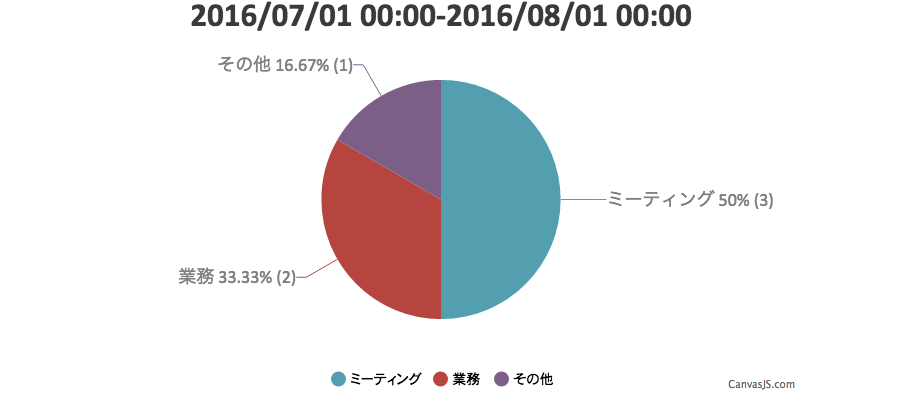 2016/07/01 00:00-2016/08/01 00:00
その他 16.67% (1)
ミーティング 50% (3)
業務 33.33% (2)
ミーティング 業務 その他
CanvasJS.com